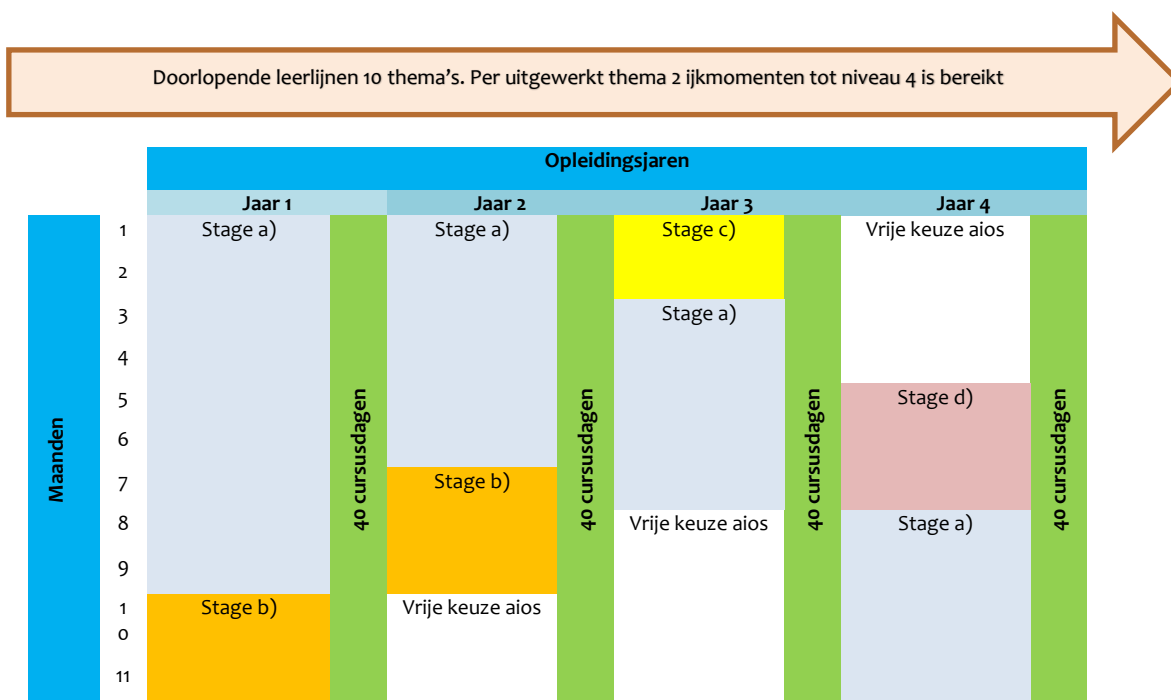 Doorlopende leerlijnen 10 thema's. Per uitgewerkt thema 2 ijkmomenten tot niveau 4 is bereikt
Opleidingsjaren
Jaar 1 Jaar 2 Jaar 3 Jaar 4
Maanden
1 Stage a) Stage a) Stage c) Vrije keuze aios
2
3 Stage a)
4
5 Stage d)
6
40 cursusdagen 40 cursusdagen 40 cursusdagen 40 cursusdagen
7 Stage b)
8 Vrije keuze aios Stage a)
9
1 Stage b) Vrije keuze aios
0
11